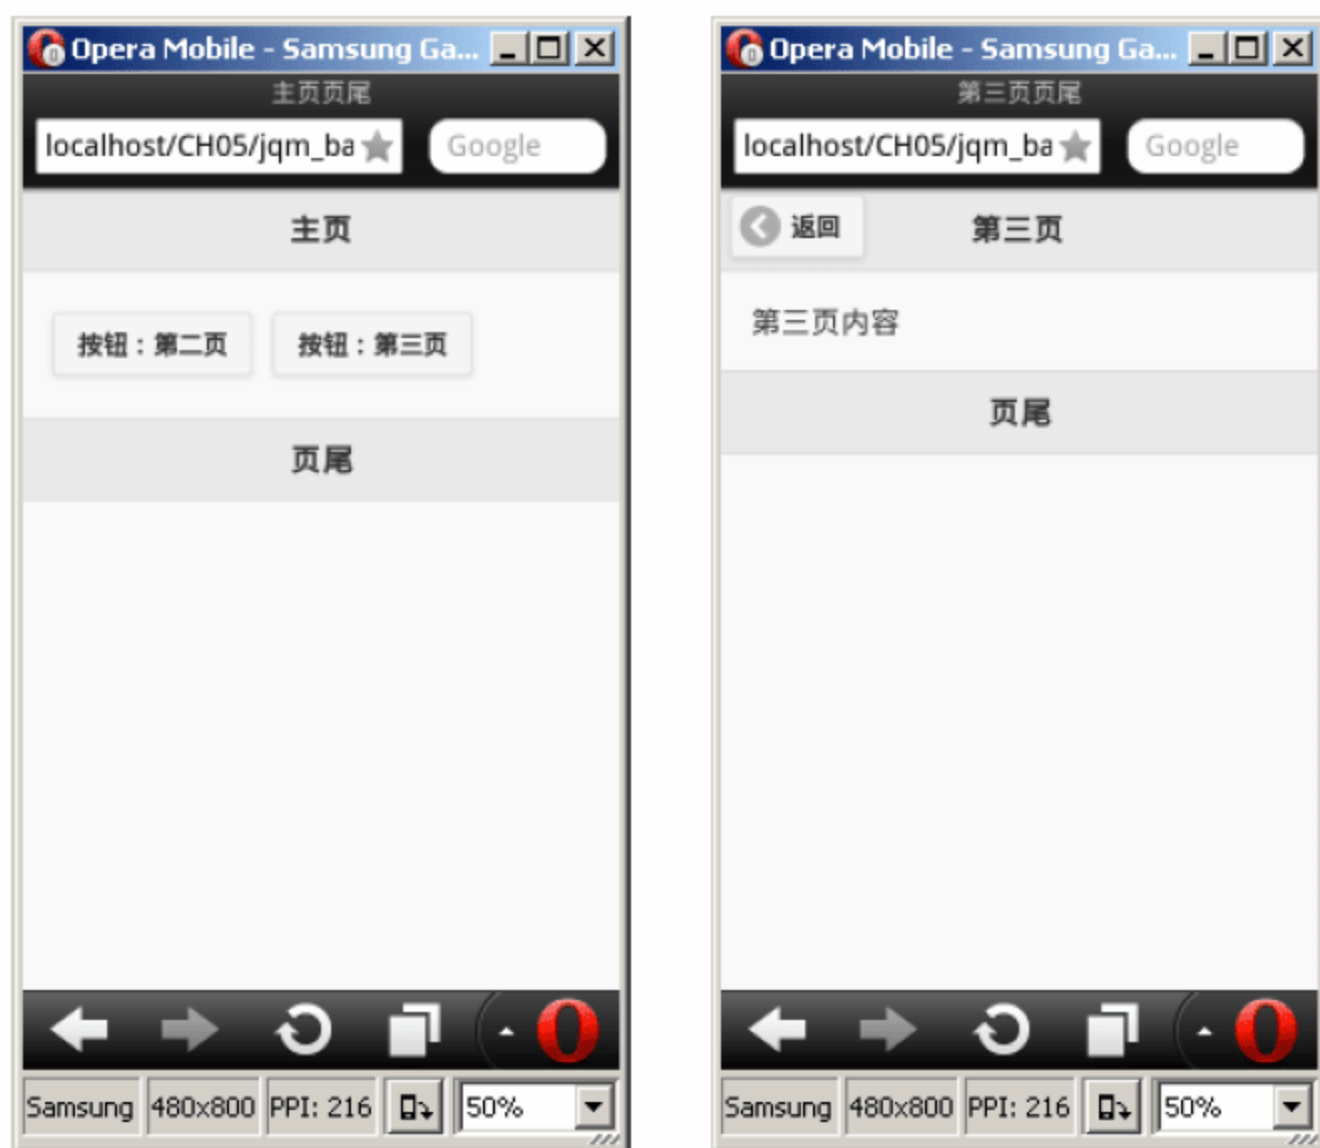 Opera Mobile - Samsung Ga...
主页页尾
localhost/CH05/jqm_ba
Google
主页
按钮：第二页
按钮：第三页
页尾
Samsung
480x800
PPI: 216
50%
Opera Mobile - Samsung Ga...
第三页页尾
localhost/CH05/jqm_ba
Google
返回
第三页
第三页内容
页尾
Samsung
480x800
PPI: 216
50%